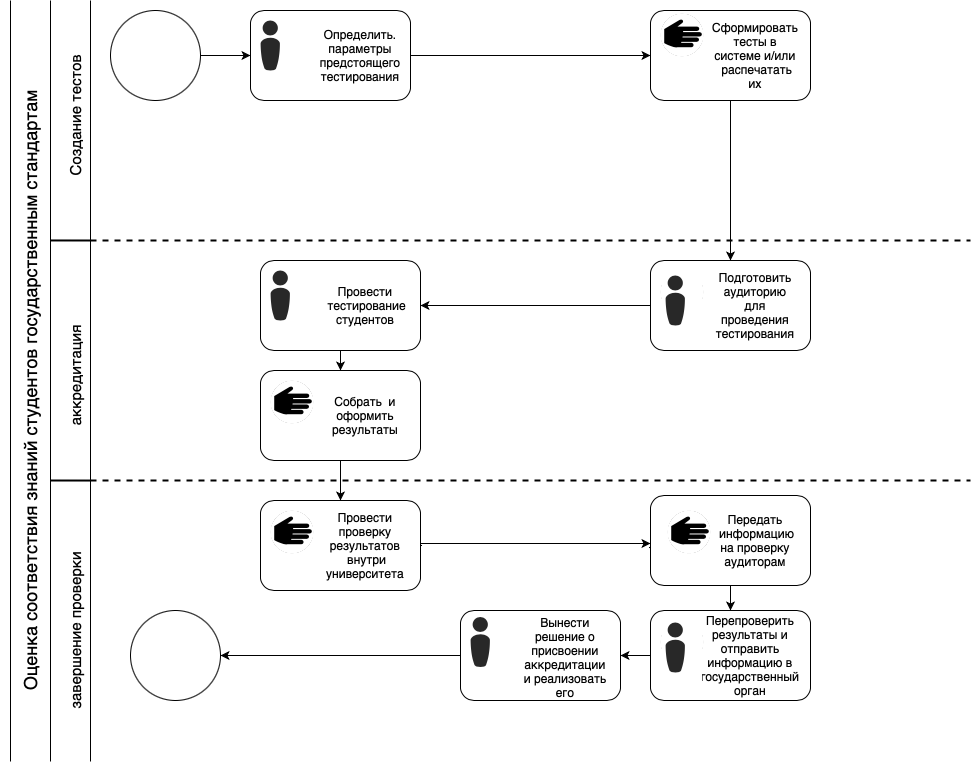 Оценка соответствия знаний студентов государственным стандартам
Создание тестов
Определить.
параметры
предстоящего
тестирования
Сформировать
тесты в
системе и/или
распечатать
их
аккредитация
Провести
тестирование
студентов
Подготовить
аудиторию
для
проведения
тестирования
Собрать и
оформить
результаты
завершение проверки
Провести
проверку
результатов
внутри
университета
Передать
информацию
на проверку
аудиторам
Вынести
решение о
присвоении
аккредитации
и реализовать
его
Перепроверить
результаты и
отправить
информацию в
государственный
орган